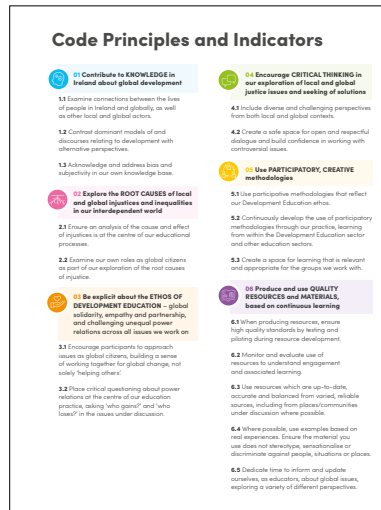 Code Principles and Indicators
01 Contribute to KNOWLEDGE in
Ireland about global development
1.1 Examine connections between the lives
of people in Ireland and globally, as well
as other local and global actors.
1.2 Contrast dominant models of and
discourses relating to development with
alternative perspectives.
1.3 Acknowledge and address bias and
subjectivity in our own knowledge base.
02 Explore the ROOT CAUSES of local
and global injustices and inequalities
in our interdependent world
2.1 Ensure an analysis of the cause and effect
of injustices is at the centre of our educational
processes.
2.2 Examine our own roles as global citizens
as part of our exploration of the root causes
of injustice.
03 Be explicit about the ETHOS OF
DEVELOPMENT EDUCATION – global
solidarity, empathy and partnership,
and challenging unequal power
relations across all issues we work on
3.1 Encourage participants to approach
issues as global citizens, building a sense
of working together for global change, not
solely 'helping others'.
3.2 Place critical questioning about power
relations at the centre of our education
practice, asking 'who gains?' and 'who
loses?' in the issues under discussion.
04 Encourage CRITICAL THINKING in
our exploration of local and global
justice issues and seeking of solutions
4.1 Include diverse and challenging perspectives
from both local and global contexts.
4.2 Create a safe space for open and respectful
dialogue and build confidence in working with
controversial issues.
05 Use PARTICIPATORY, CREATIVE
methodologies
5.1 Use participative methodologies that reflect
our Development Education ethos.
5.2 Continuously develop the use of participatory
methodologies through our practice, learning
from within the Development Education sector
and other education sectors.
5.3 Create a space for learning that is relevant
and appropriate for the groups we work with.
06 Produce and use QUALITY
RESOURCES and MATERIALS,
based on continuous learning
6.1 When producing resources, ensure
high quality standards by testing and
piloting during resource development.
6.2 Monitor and evaluate use of
resources to understand engagement
and associated learning.
6.3 Use resources which are up-to-date,
accurate and balanced from varied, reliable
sources, including from places/communities
under discussion where possible.
6.4 Where possible, use examples based on
real experiences. Ensure the material you
use does not stereotype, sensationalise or
discriminate against people, situations or places.
6.5 Dedicate time to inform and update
ourselves, as educators, about global issues,
exploring a variety of different perspectives.